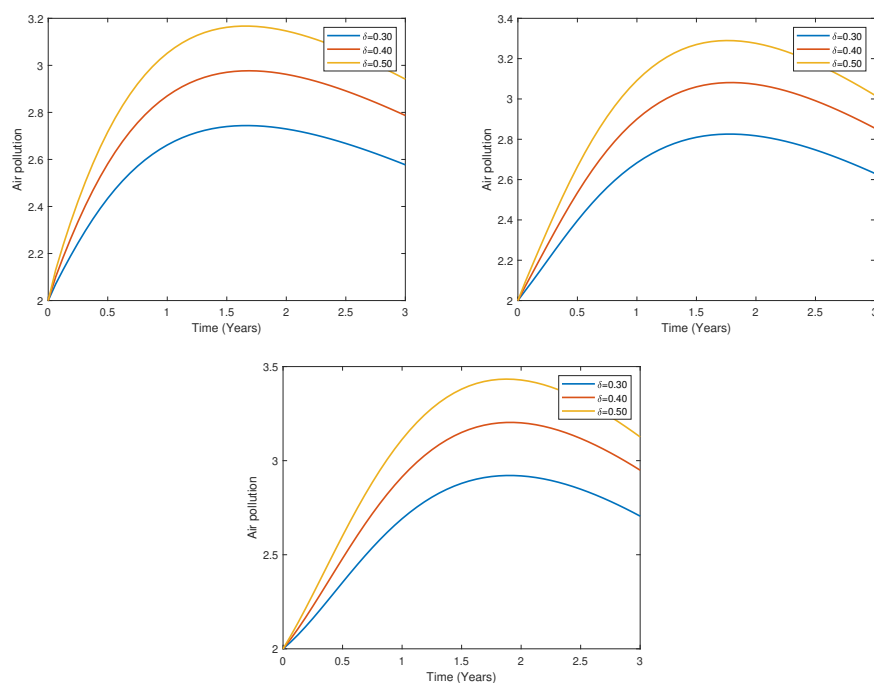 3.2
3
2.8
2.6
2.4
2.2
2
Air pollution
0 0.5 1 1.5 2 2.5 3
Time (Years)
δ=0.30
δ=0.40
δ=0.50
3.4
3.2
3
2.8
2.6
2.4
2.2
2
Air pollution
0 0.5 1 1.5 2 2.5 3
Time (Years)
δ=0.30
δ=0.40
δ=0.50
3.5
3
2.5
2
Air pollution
0 0.5 1 1.5 2 2.5 3
Time (Years)
δ=0.30
δ=0.40
δ=0.50